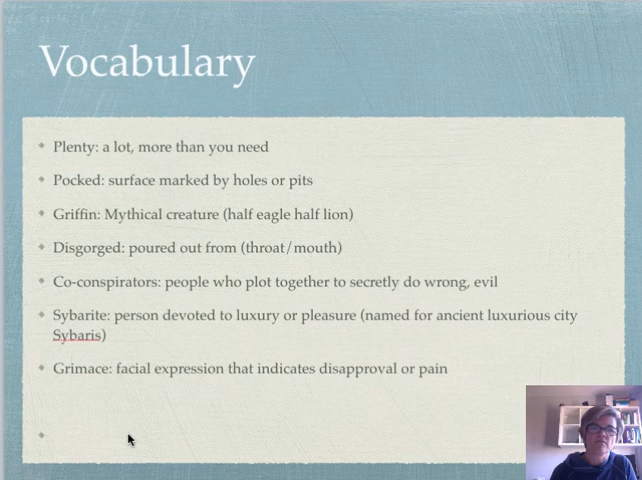 Vocabulary
Plenty: a lot, more than you need
Pocked: surface marked by holes or pits
Griffin: Mythical creature (half eagle half lion)
Disgorged: poured out from (throat/mouth)
Co-conspirators: people who plot together to secretly do wrong, evil
Sybarite: person devoted to luxury or pleasure (named for ancient luxurious city
Sybaris)
Grimace: facial expression that indicates disapproval or pain